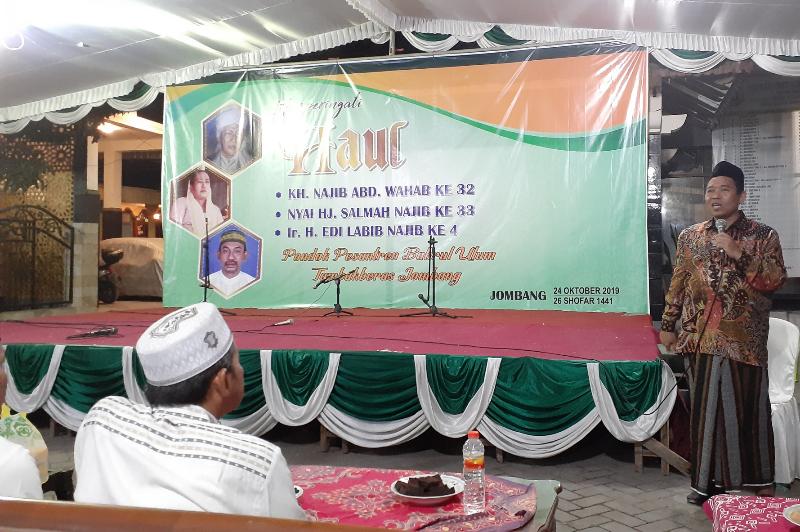 Haul
• KH. NAJIB ABD. WAHAB KE 32
• NYAI HJ. SALMAH NAJIB KE 33
• Ir. H. EDI LABIB NAJIB KE 4
Pondok Pesantren Bahrul Ulum
Tambakberas Jombang
JOMBANG 24 OKTOBER 2019
26 SHOFAR 1441